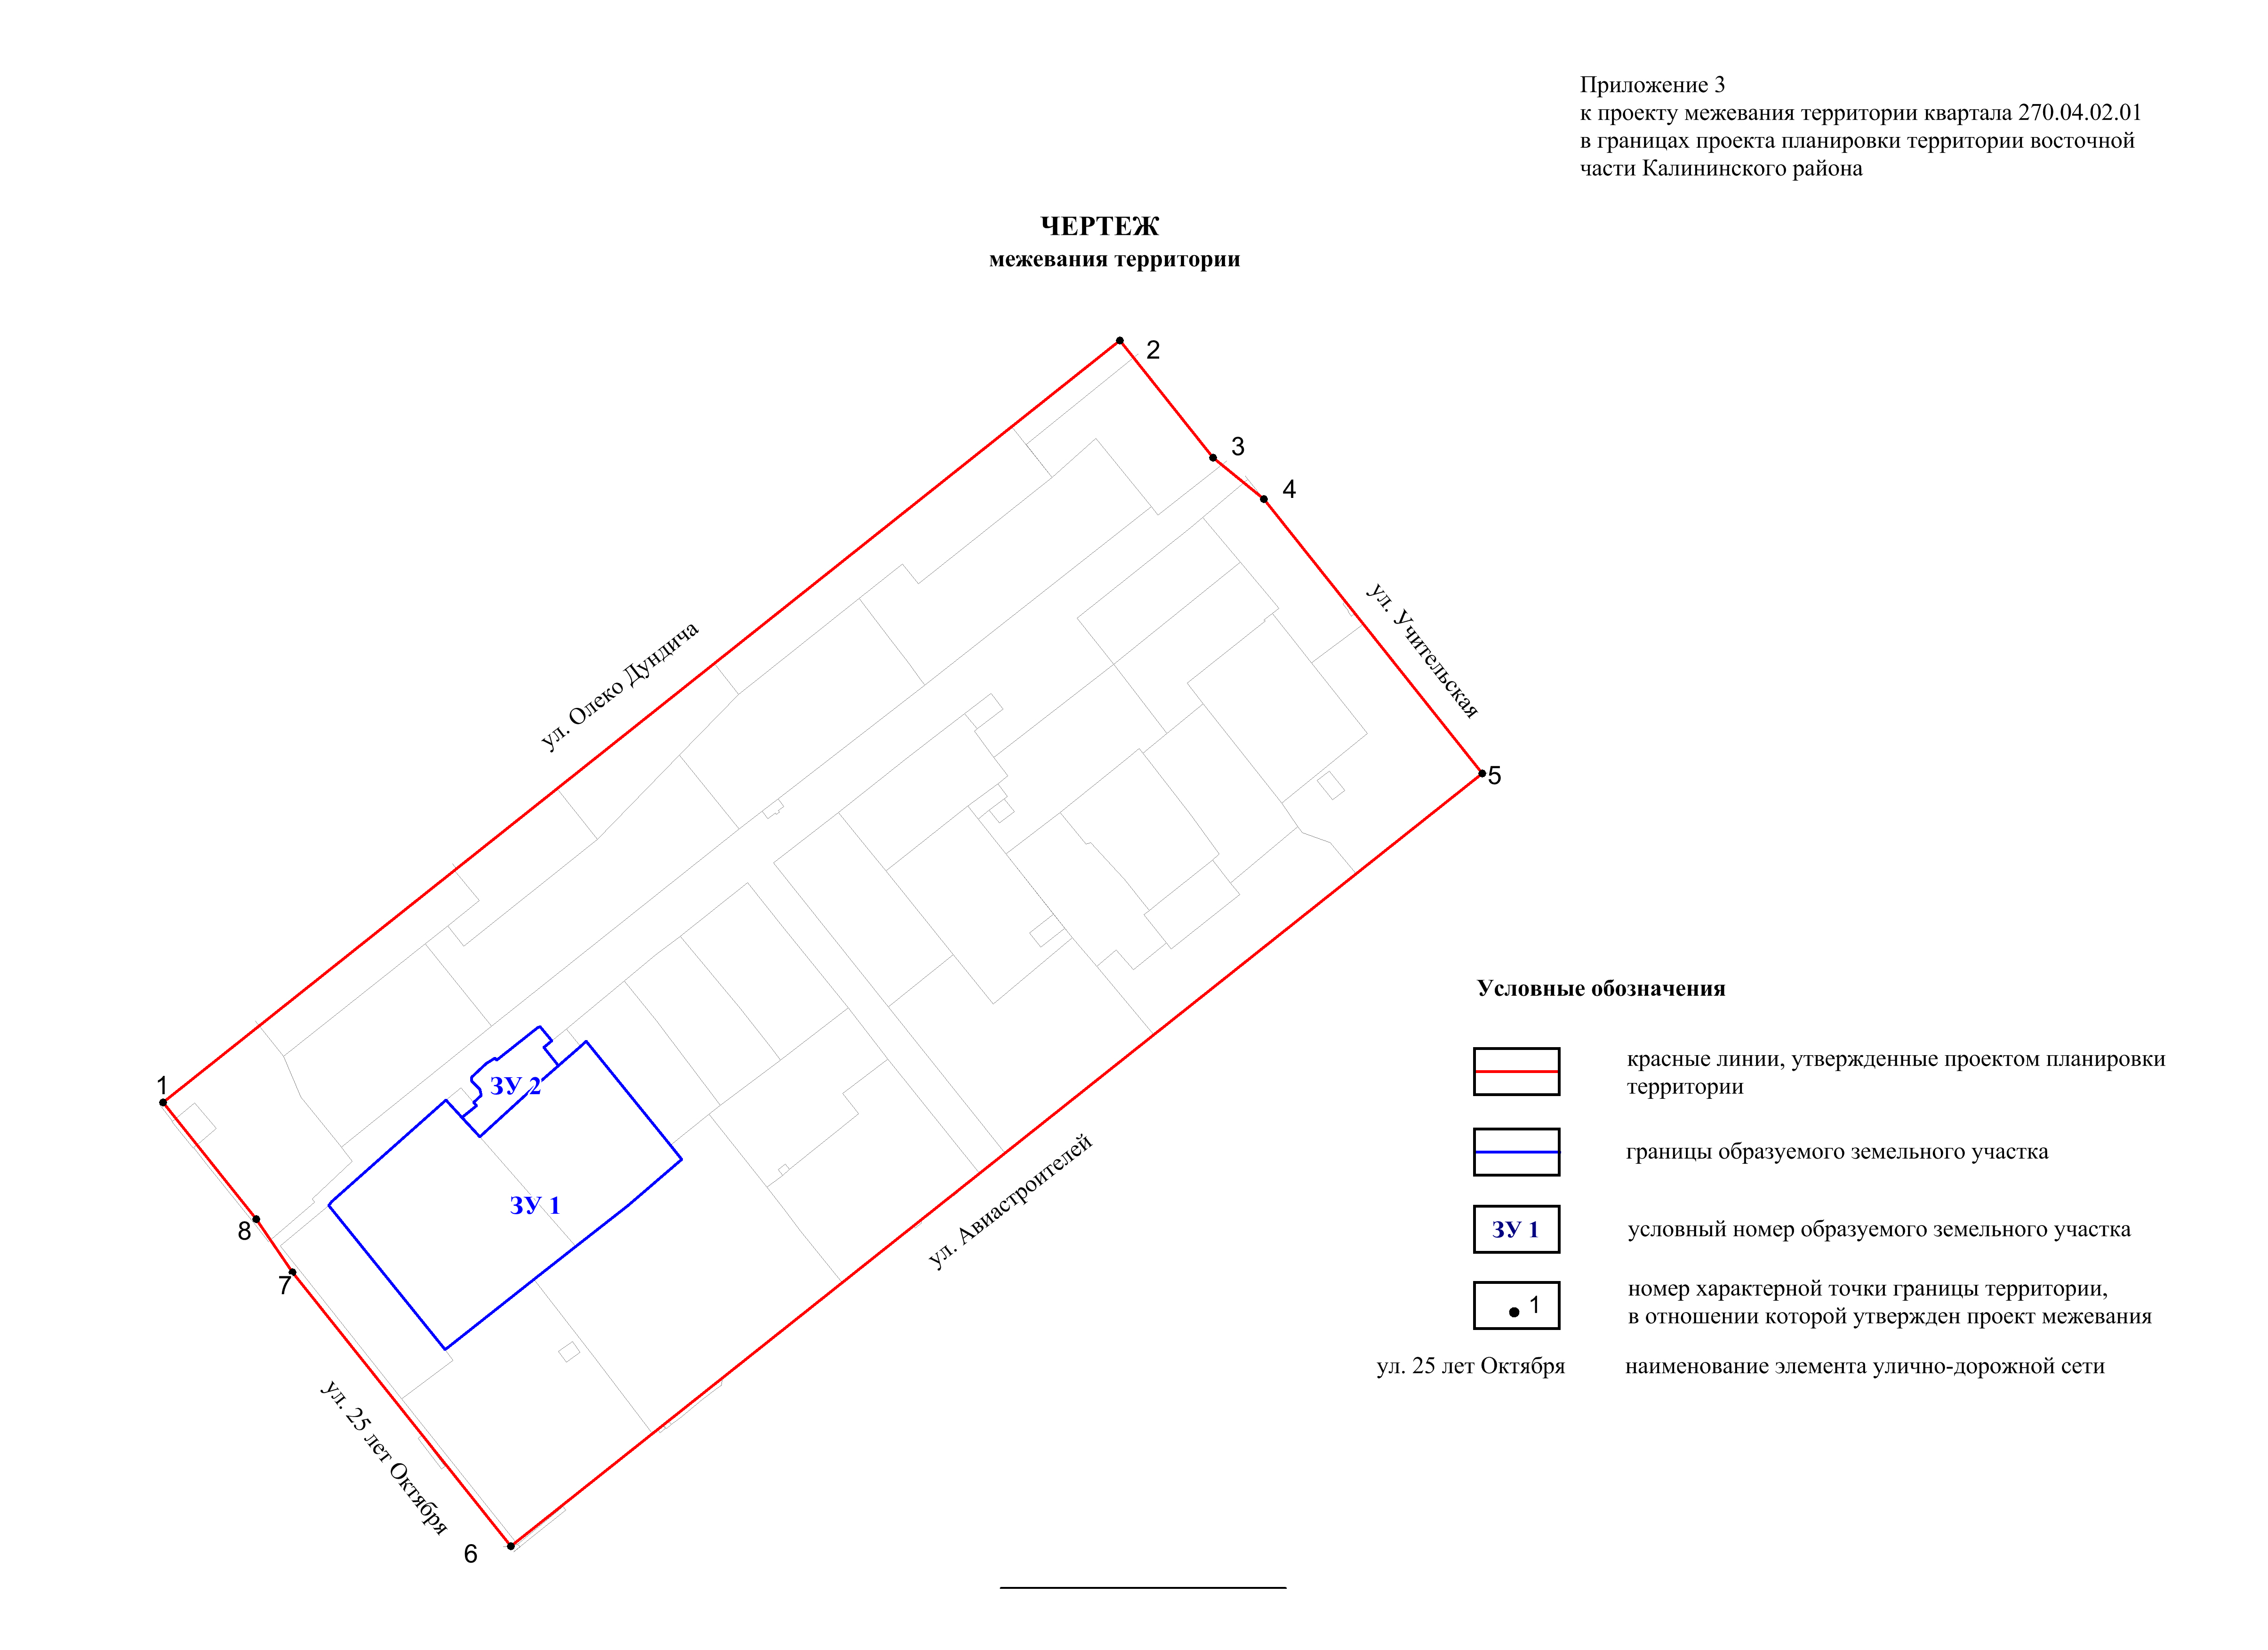 Приложение 3
к проекту межевания территории квартала 270.04.02.01
в границах проекта планировки территории восточной
части Калининского района
ЧЕРТЕЖ
межевания территории
2
3
4
ул. Учительская
ул. Олеко Дундича
5
1
ЗУ 2
ЗУ 1
8
7
ул. Авиастроителей
ул. 25 лет Октября
6
Условные обозначения
красные линии, утвержденные проектом планировки
территории
границы образуемого земельного участка
ЗУ 1 условный номер образуемого земельного участка
1 номер характерной точки границы территории,
в отношении которой утвержден проект межевания
ул. 25 лет Октября наименование элемента улично-дорожной сети